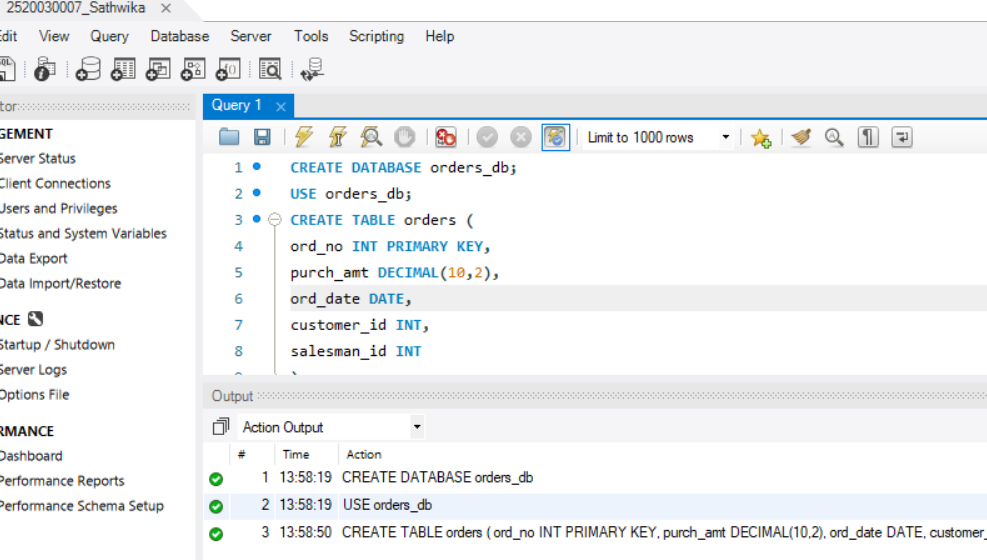 2520030007_Sathwika ×
Edit View Query Database Server Tools Scripting Help
Query 1 ×
GEMENT
Server Status
Client Connections
Users and Privileges
Status and System Variables
Data Export
Data Import/Restore
NCE
Startup / Shutdown
Server Logs
Options File
RMANCE
Dashboard
Performance Reports
Performance Schema Setup
Limit to 1000 rows
1 CREATE DATABASE orders_db;
2 USE orders_db;
3 CREATE TABLE orders (
4 ord_no INT PRIMARY KEY,
5 purch_amt DECIMAL(10,2),
6 ord_date DATE,
7 customer_id INT,
8 salesman_id INT
Output
Action Output
# Time Action
1 13:58:19 CREATE DATABASE orders_db
2 13:58:19 USE orders_db
3 13:58:50 CREATE TABLE orders ( ord_no INT PRIMARY KEY, purch_amt DECIMAL(10,2), ord_date DATE, customer_